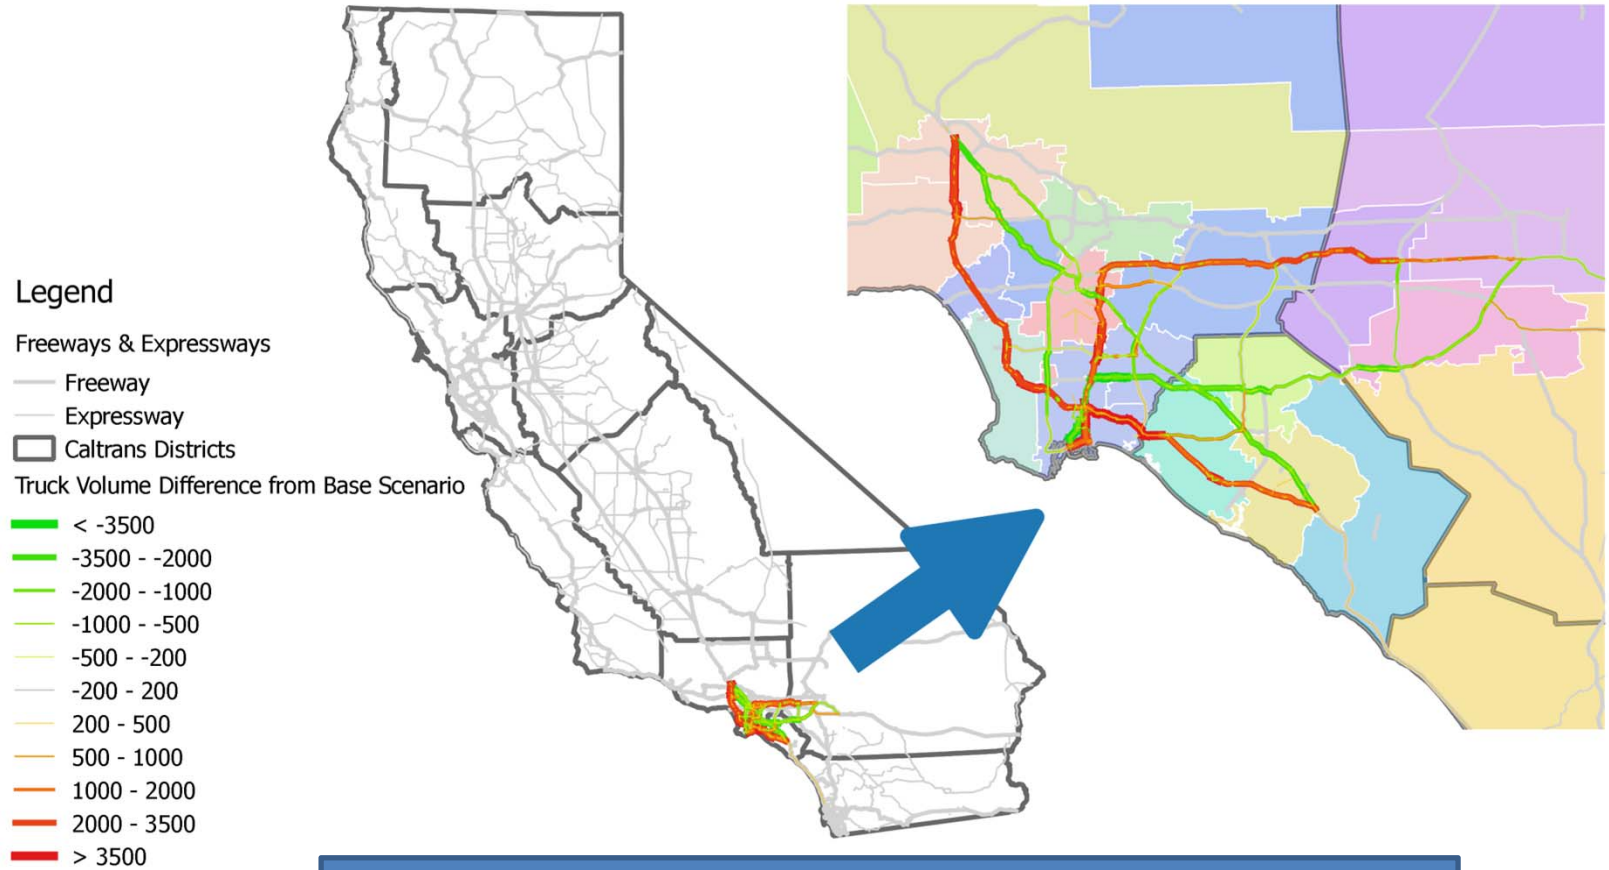 Legend
Freeways & Expressways
Freeway
Expressway
Caltrans Districts
Truck Volume Difference from Base Scenario
< -3500
-3500 - -2000
-2000 - -1000
-1000 - -500
-500 - -200
-200 - 200
200 - 500
500 - 1000
1000 - 2000
2000 - 3500
> 3500